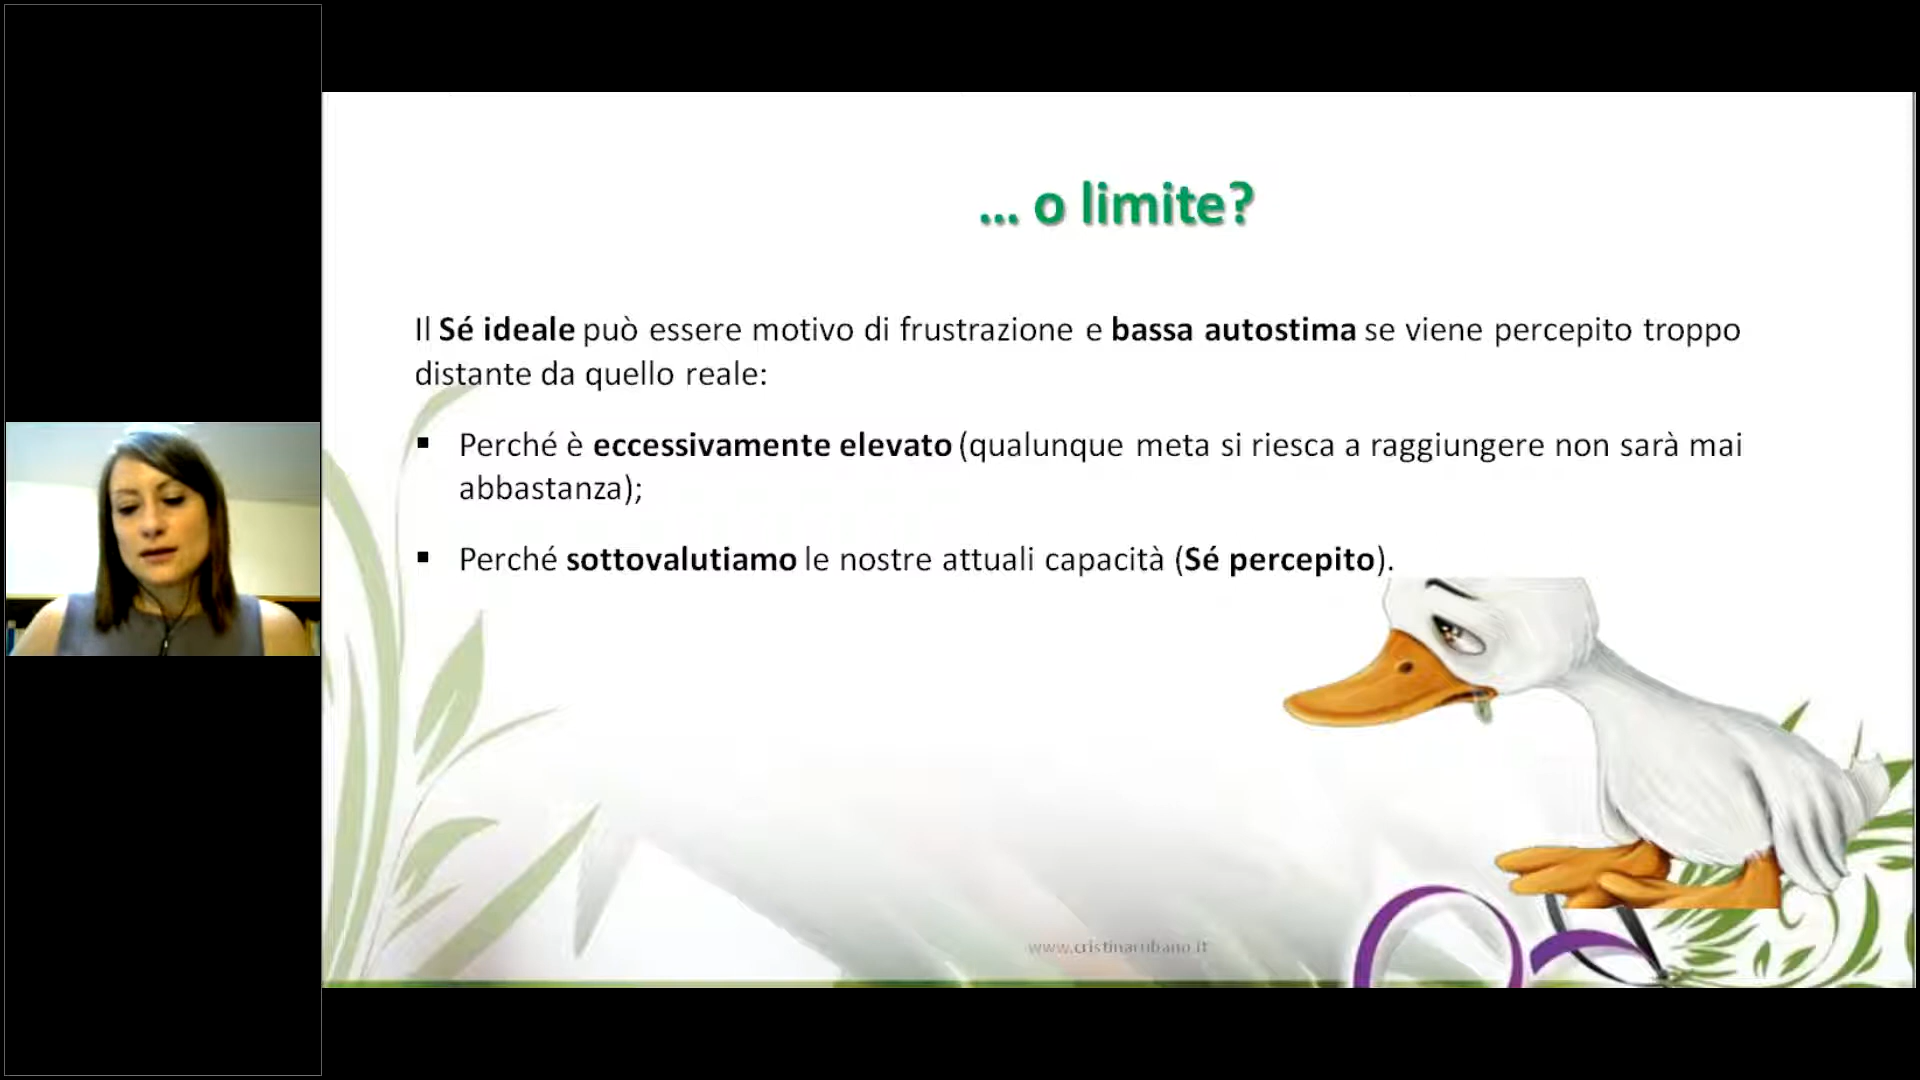 ... o limite?
Il Sé ideale può essere motivo di frustrazione e bassa autostima se viene percepito troppo
distante da quello reale:
▪ Perché è eccessivamente elevato (qualunque meta si riesca a raggiungere non sarà mai
abbastanza);
▪ Perché sottovalutiamo le nostre attuali capacità (Sé percepito).
www.cristinarubano.it